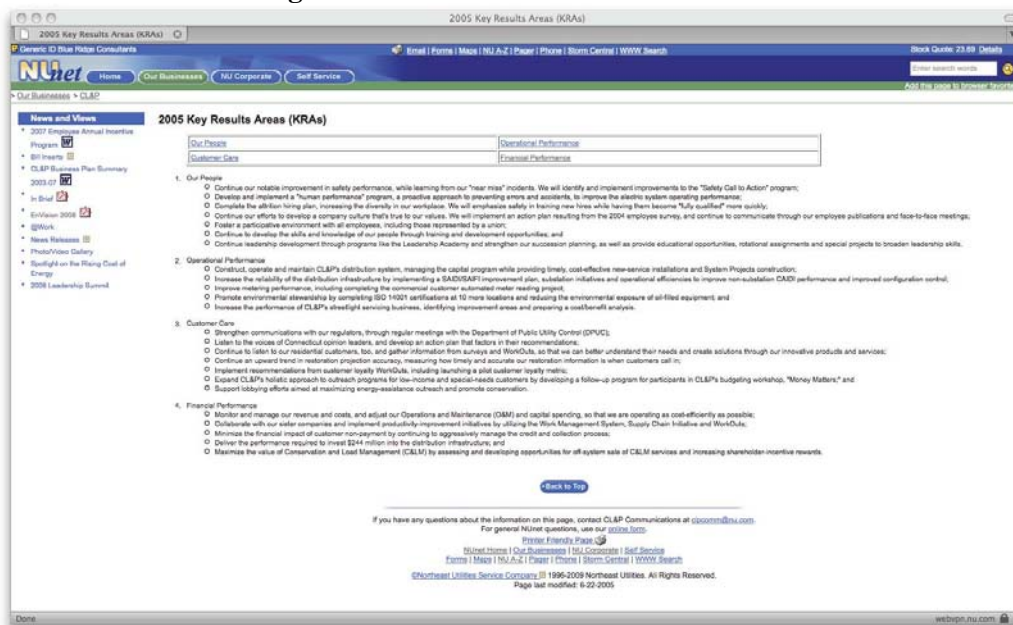 2005 Key Results Areas (KRAs)
2005 Key Results Areas (KRAs)
Generic ID Blue Ridge Consultants
Email | Forms | Maps | NU A-Z | Pager | Phone | Storm Central | WWW Search
Stock Quote: 23.69 Details
NUnet
Home
Our Businesses
NU Corporate
Self Service
Enter search words
Add this page to browser favorite
> Our Businesses > CL&P
News and Views
2007 Employee Annual Incentive
Program
Bill Inserts
CL&P Business Plan Summary
2003-07
In Brief
EnVision 2008
@Work
News Releases
Photo/Video Gallery
Spotlight on the Rising Cost of
Energy
2008 Leadership Summit
2005 Key Results Areas (KRAs)
Our People
Operational Performance
Customer Care
Financial Performance
1. Our People
Continue our notable improvement in safety performance, while learning from our "near miss" incidents. We will identify and implement improvements to the "Safety Call to Action" program;
Develop and implement a "human performance" program, a proactive approach to preventing errors and accidents, to improve the electric system operating performance;
Complete the attrition hiring plan, increasing the diversity in our workplace. We will emphasize safety in training new hires while having them become "fully qualified" more quickly;
Continue our efforts to develop a company culture that's true to our values. We will implement an action plan resulting from the 2004 employee survey, and continue to communicate through our employee publications and face-to-face meetings;
Foster a participative environment with all employees, including those represented by a union;
Continue to develop the skills and knowledge of our people through training and development opportunities; and
Continue leadership development through programs like the Leadership Academy and strengthen our succession planning, as well as provide educational opportunities, rotational assignments and special projects to broaden leadership skills.
2. Operational Performance
Construct, operate and maintain CL&P's distribution system, managing the capital program while providing timely, cost-effective new-service installations and System Projects construction;
Increase the reliability of the distribution infrastructure by implementing a SAIDI/SAIFI improvement plan, substation initiatives and operational efficiencies to improve non-substation CAIDI performance and improved configuration control;
Improve metering performance, including completing the commercial customer automated meter reading project;
Promote environmental stewardship by completing ISO 14001 certifications at 10 more locations and reducing the environmental exposure of oil-filled equipment; and
Increase the performance of CL&P's streetlight servicing business, identifying improvement areas and preparing a cost/benefit analysis.
3. Customer Care
Strengthen communications with our regulators, through regular meetings with the Department of Public Utility Control (DPUC);
Listen to the voices of Connecticut opinion leaders, and develop an action plan that factors in their recommendations;
Continue to listen to our residential customers, too, and gather information from surveys and WorkOuts, so that we can better understand their needs and create solutions through our innovative products and services;
Continue an upward trend in restoration projection accuracy, measuring how timely and accurate our restoration information is when customers call in;
Implement recommendations from customer loyalty WorkOuts, including launching a pilot customer loyalty metric;
Expand CL&P's holistic approach to outreach programs for low-income and special-needs customers by developing a follow-up program for participants in CL&P's budgeting workshop, "Money Matters;" and
Support lobbying efforts aimed at maximizing energy-assistance outreach and promote conservation.
4. Financial Performance
Monitor and manage our revenue and costs, and adjust our Operations and Maintenance (O&M) and capital spending, so that we are operating as cost-efficiently as possible;
Collaborate with our sister companies and implement productivity-improvement initiatives by utilizing the Work Management System, Supply Chain Initiative and WorkOuts;
Minimize the financial impact of customer non-payment by continuing to aggressively manage the credit and collection process;
Deliver the performance required to invest $244 million into the distribution infrastructure; and
Maximize the value of Conservation and Load Management (C&LM) by assessing and developing opportunities for off-system sale of C&LM services and increasing shareholder incentive rewards.
Back to Top
If you have any questions about the information on this page, contact CL&P Communications at clpcomm@nu.com.
For general NUnet questions, use our online form.
Printer Friendly Page
NUnet Home | Our Businesses | NU Corporate | Self Service
Forms | Maps | NU A-Z | Pager | Phone | Storm Central | WWW Search
©Northeast Utilities Service Company 1996-2009 Northeast Utilities. All Rights Reserved.
Page last modified: 6-22-2005
Done
webvpn.nu.com